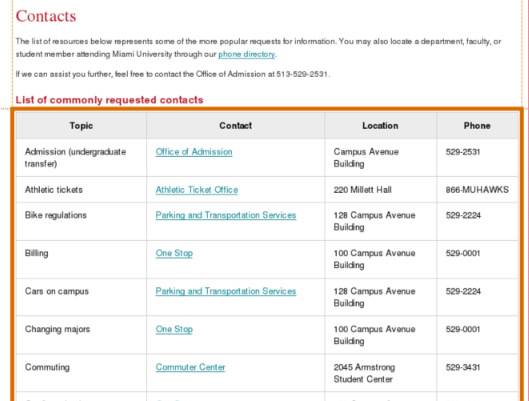 Contacts
The list of resources below represents some of the more popular requests for information. You may also locate a department, faculty, or
student member attending Miami University through our phone directory.
If we can assist you further, feel free to contact the Office of Admission at 513-529-2531.
List of commonly requested contacts
Topic Contact Location Phone
Admission (undergraduate Office of Admission Campus Avenue 529-2531
transfer) Building
Athletic tickets Athletic Ticket Office 220 Millett Hall 866-MUHAWKS
Bike regulations Parking and Transportation Services 128 Campus Avenue 529-2224
Building
Billing One Stop 100 Campus Avenue 529-0001
Building
Cars on campus Parking and Transportation Services 128 Campus Avenue 529-2224
Building
Changing majors One Stop 100 Campus Avenue 529-0001
Building
Commuting Commuter Center 2045 Armstrong 529-3431
Student Center